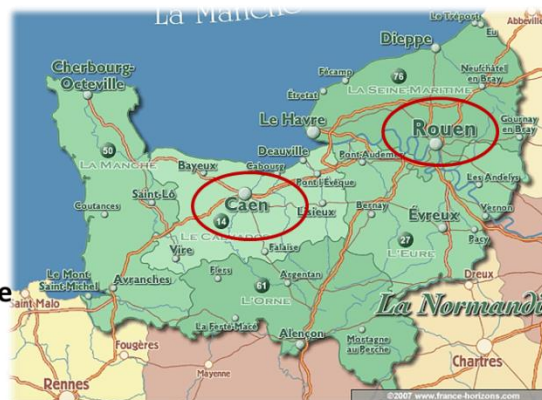 La Manche
Le Tréport
Eu
Abbeville
Dieppe
Cherbourg-
Octeville
Fécamp
76
Neufchâtel
en Bray
La Seine-Maritime
Étretat
Le Havre
Rouen
Gournay
en Bray
50
La Manche
Deauville
Bayeux
Cabourg
Pont-Audemer
Pont l'Évêque
Les Andelys
Saint-Lô
Caen
Lisieux
Coutances
14
Bernay
Évreux
Vernon
Le Calvados
27
Pacy
Vire
Falaise
L'Eure
e
Le Mont
Saint-Michel
Avranches
Flers
61
Argentan
Dreux
Saint Malo
L'Orne
La Normandi
La Ferté-Macé
Alençon
Fougères
Mortagne
au Perche
Chartres
Mayenne
Rennes
©2007 www.france-horizons.com